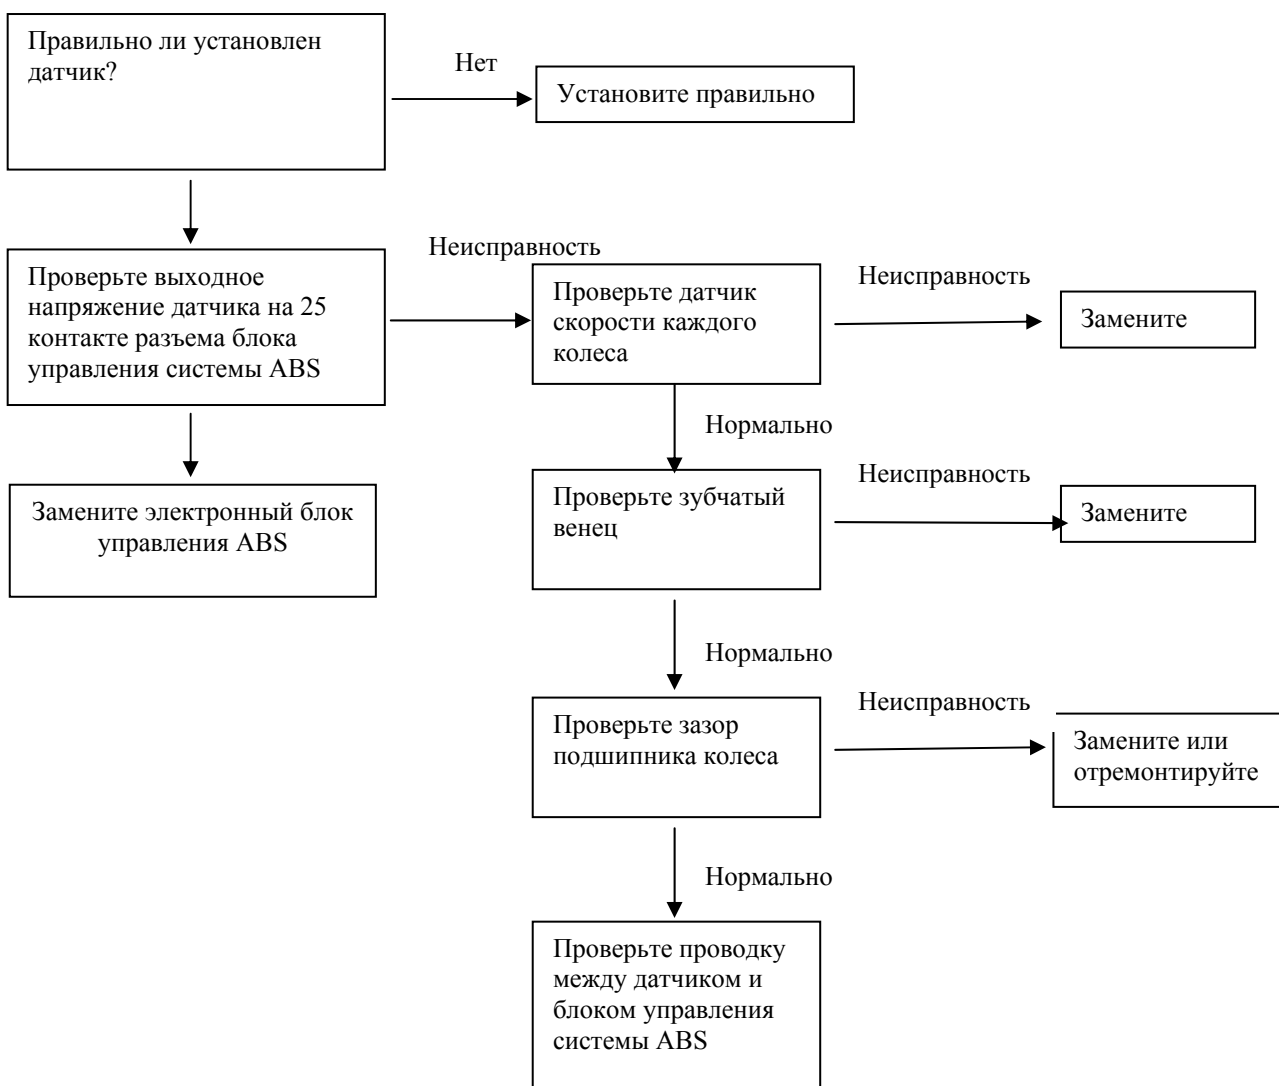 Правильно ли установлен
датчик?
Нет
Установите правильно
Проверьте выходное
напряжение датчика на 25
контакте разъема блока
управления системы ABS
Неисправность
Проверьте датчик
скорости каждого
колеса
Неисправность
Замените
Замените электронный блок
управления ABS
Нормально
Проверьте зубчатый
венец
Неисправность
Замените
Нормально
Проверьте зазор
подшипника колеса
Неисправность
Замените или
отремонтируйте
Нормально
Проверьте проводку
между датчиком и
блоком управления
системы ABS